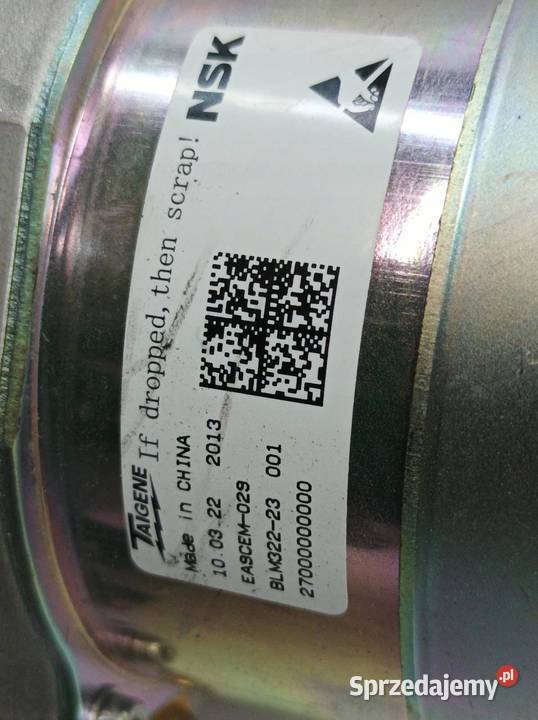 TAIGENE If dropped, then scrap! NSK
Made in CHINA
10.03.22 2013
EA9CEM-029
BLM322-23 001
27000000000
Sprzedajemy.pl